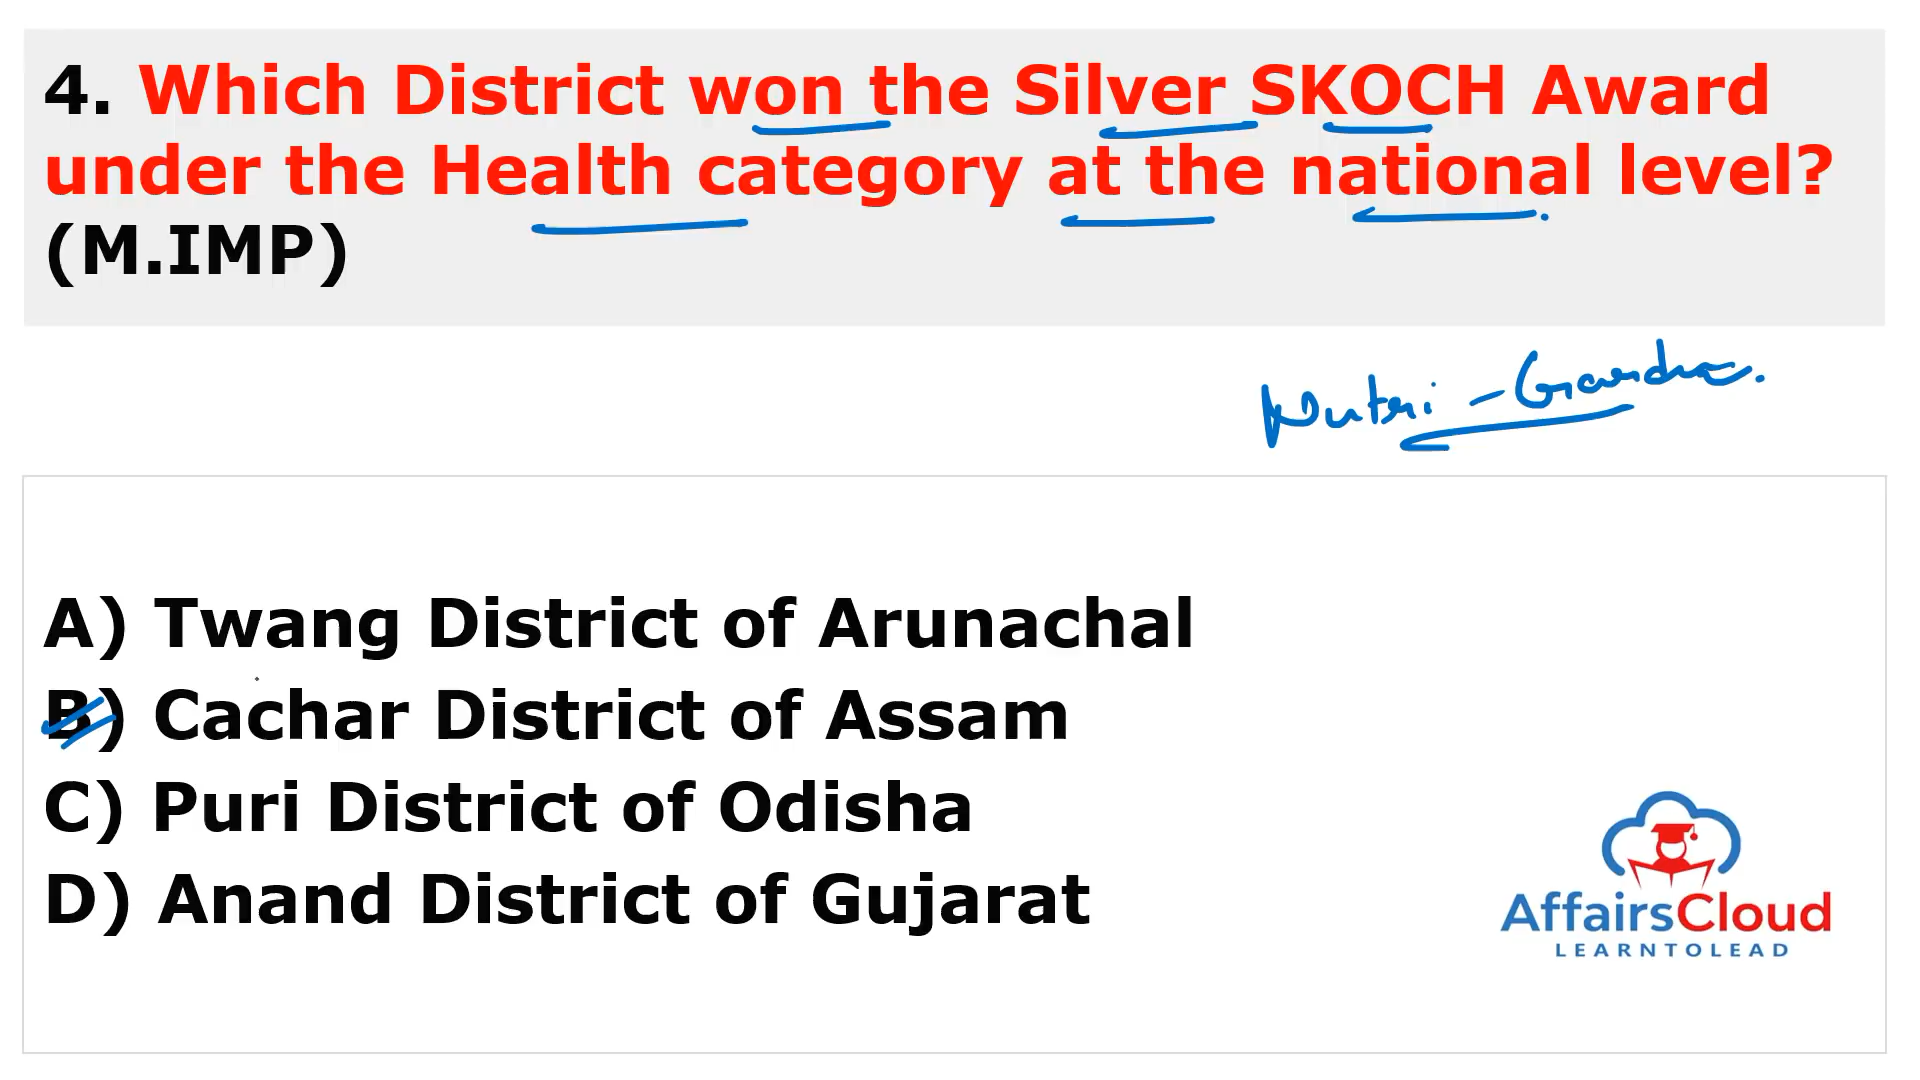 4. Which District won the Silver SKOCH Award
under the Health category at the national level?
(M.IMP)
Nutri - Garden.
A) Twang District of Arunachal
B) Cachar District of Assam
C) Puri District of Odisha
D) Anand District of Gujarat
AffairsCloud
LEARNTOLEAD